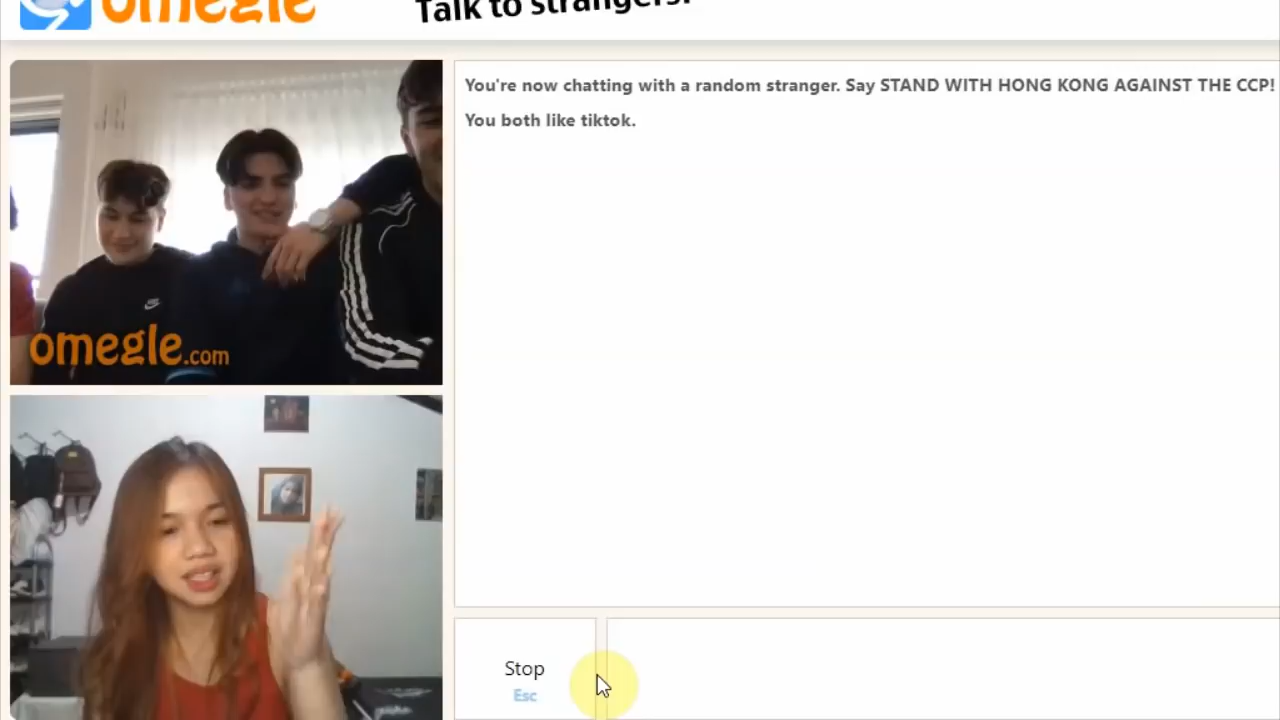 omegle
Talk to strangers!
You're now chatting with a random stranger. Say STAND WITH HONG KONG AGAINST THE CCP!
You both like tiktok.
omegle.com
Stop
Esc